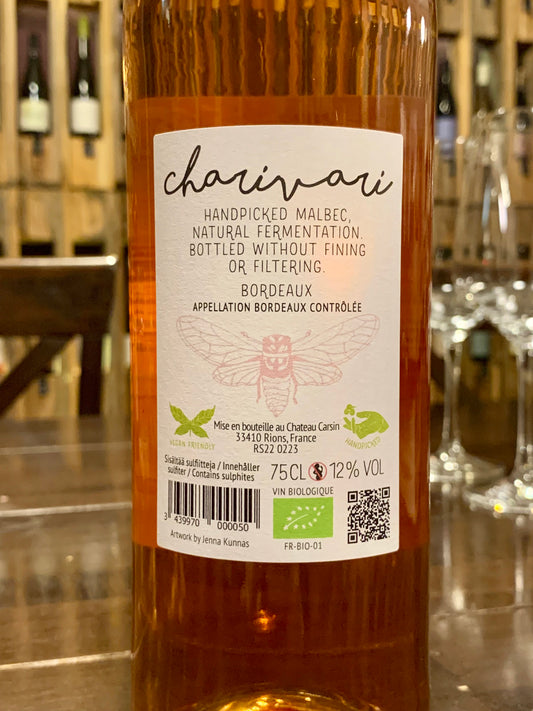 charivari
HANDPICKED MALBEC,
NATURAL FERMENTATION.
BOTTLED WITHOUT FINING
OR FILTERING.
BORDEAUX
APPELLATION BORDEAUX CONTRÔLÉE
Mise en bouteille au Chateau Carsin
33410 Rions, France
RS22 0223
VEGAN FRIENDLY
HANDPICKED
Sisältää sulfiitteja / Innehåller
sulfiter / Contains sulphites
75CL 12% VOL
VIN BIOLOGIQUE
3 439970 000050
FR-BIO-01
Artwork by Jenna Kunnas